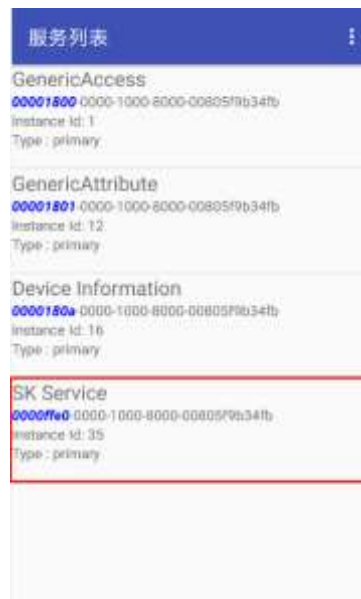 服务列表
GenericAccess
00001800-0000-1000-8000-00805f9b34fb
Instance Id: 1
Type : primary
GenericAttribute
00001801-0000-1000-8000-00805f9b34fb
Instance Id: 12
Type : primary
Device Information
0000180a-0000-1000-8000-00805f9b34fb
Instance Id: 16
Type : primary
SK Service
0000ffe0-0000-1000-8000-00805f9b34fb
Instance Id: 35
Type : primary